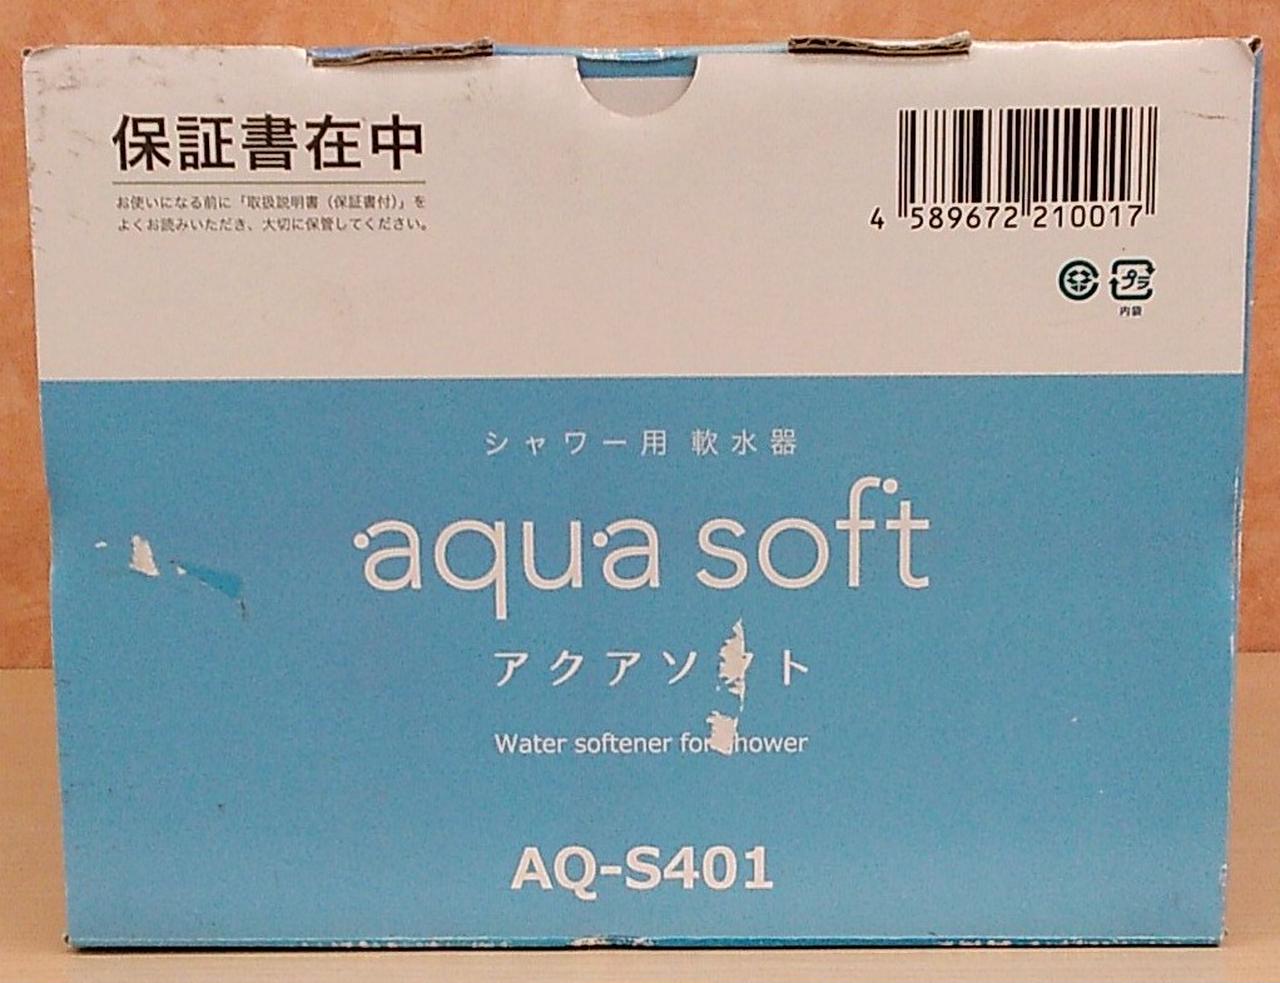 保証書在中
お使いになる前に「取扱説明書（保証書付）」を
よくお読みいただき、大切に保管してください。
4 589672 210017
プラ
内袋
シャワー用 軟水器
aqua soft
アクアソフト
Water softener for shower
AQ-S401